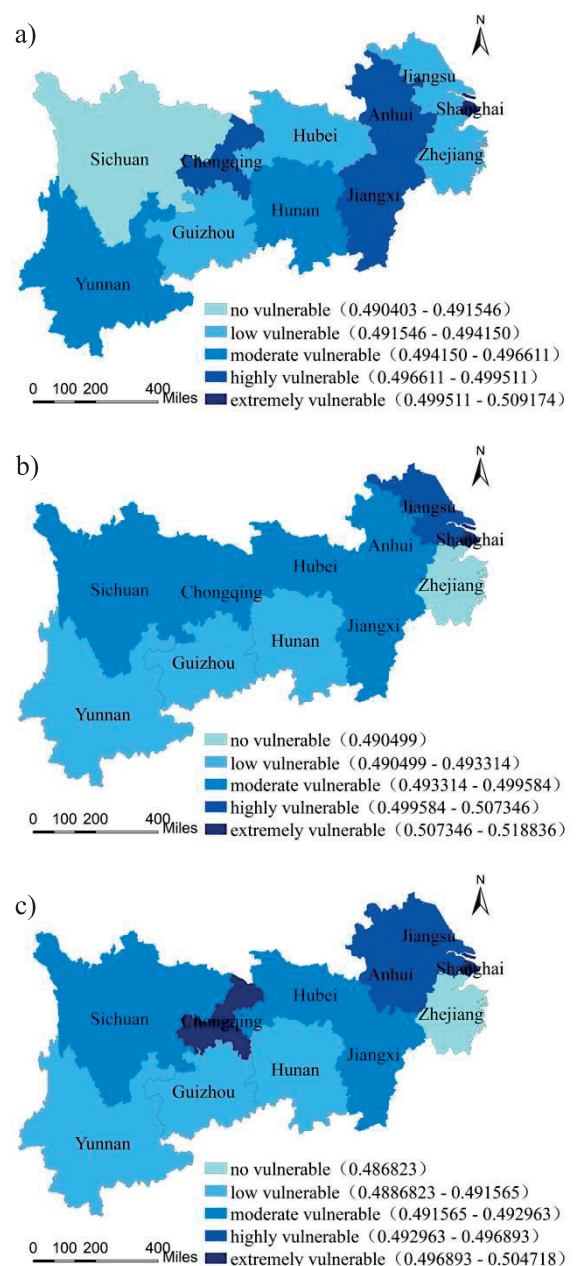 a)
N
Jiangsu
Anhui
Shanghai
Hubei
Zhejiang
Sichuan
Chongqing
Jiangxi
Hunan
Guizhou
Yunnan
no vulnerable（0.490403 - 0.491546）
low vulnerable（0.491546 - 0.494150）
moderate vulnerable（0.494150 - 0.496611）
highly vulnerable（0.496611 - 0.499511）
extremely vulnerable（0.499511 - 0.509174）
0 100 200 400 Miles
b)
N
Jiangsu
Anhui
Shanghai
Hubei
Zhejiang
Sichuan
Chongqing
Jiangxi
Hunan
Guizhou
Yunnan
no vulnerable（0.490499）
low vulnerable（0.490499 - 0.493314）
moderate vulnerable（0.493314 - 0.499584）
highly vulnerable（0.499584 - 0.507346）
extremely vulnerable（0.507346 - 0.518836）
0 100 200 400 Miles
c)
N
Jiangsu
Anhui
Shanghai
Hubei
Zhejiang
Sichuan
Chongqing
Jiangxi
Hunan
Guizhou
Yunnan
no vulnerable（0.486823）
low vulnerable（0.4886823 - 0.491565）
moderate vulnerable（0.491565 - 0.492963）
highly vulnerable（0.492963 - 0.496893）
extremely vulnerable（0.496893 - 0.504718）
0 100 200 400 Miles